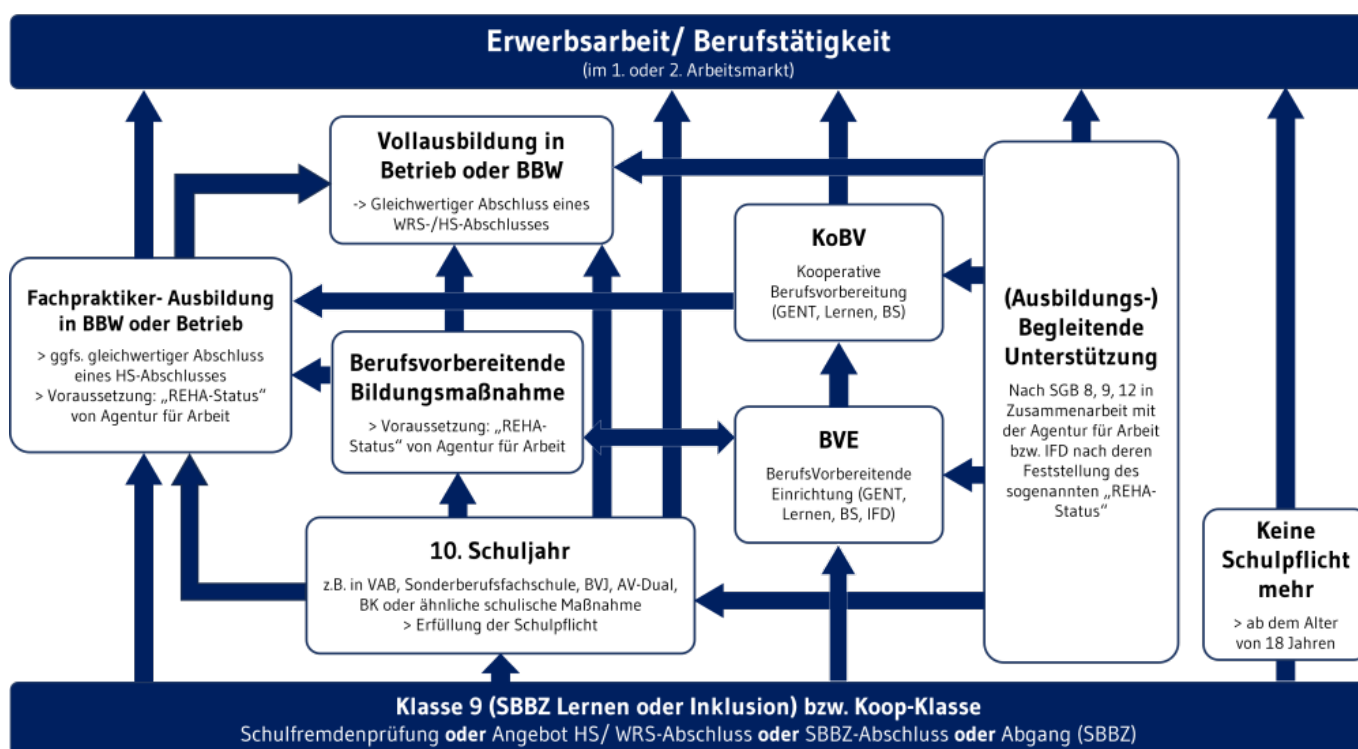 Erwerbsarbeit/ Berufstätigkeit
(im 1. oder 2. Arbeitsmarkt)
Vollausbildung in
Betrieb oder BBW
-> Gleichwertiger Abschluss eines
WRS-/HS-Abschlusses
Fachpraktiker- Ausbildung
in BBW oder Betrieb
> ggfs. gleichwertiger Abschluss
eines HS-Abschlusses
> Voraussetzung: „REHA-Status“
von Agentur für Arbeit
Berufsvorbereitende
Bildungsmaßnahme
> Voraussetzung: „REHA-
Status“ von Agentur für Arbeit
KoBV
Kooperative
Berufsvorbereitung
(GENT, Lernen, BS)
BVE
BerufsVorbereitende
Einrichtung (GENT,
Lernen, BS, IFD)
(Ausbildungs-)
Begleitende
Unterstützung
Nach SGB 8, 9, 12 in
Zusammenarbeit mit
der Agentur für Arbeit
bzw. IFD nach deren
Feststellung des
sogenannten „REHA-
Status“
10. Schuljahr
z.B. in VAB, Sonderberufsfachschule, BVJ, AV-Dual,
BK oder ähnliche schulische Maßnahme
> Erfüllung der Schulpflicht
Keine
Schulpflicht
mehr
> ab dem Alter
von 18 Jahren
Klasse 9 (SBBZ Lernen oder Inklusion) bzw. Koop-Klasse
Schulfremdenprüfung oder Angebot HS/ WRS-Abschluss oder SBBZ-Abschluss oder Abgang (SBBZ)